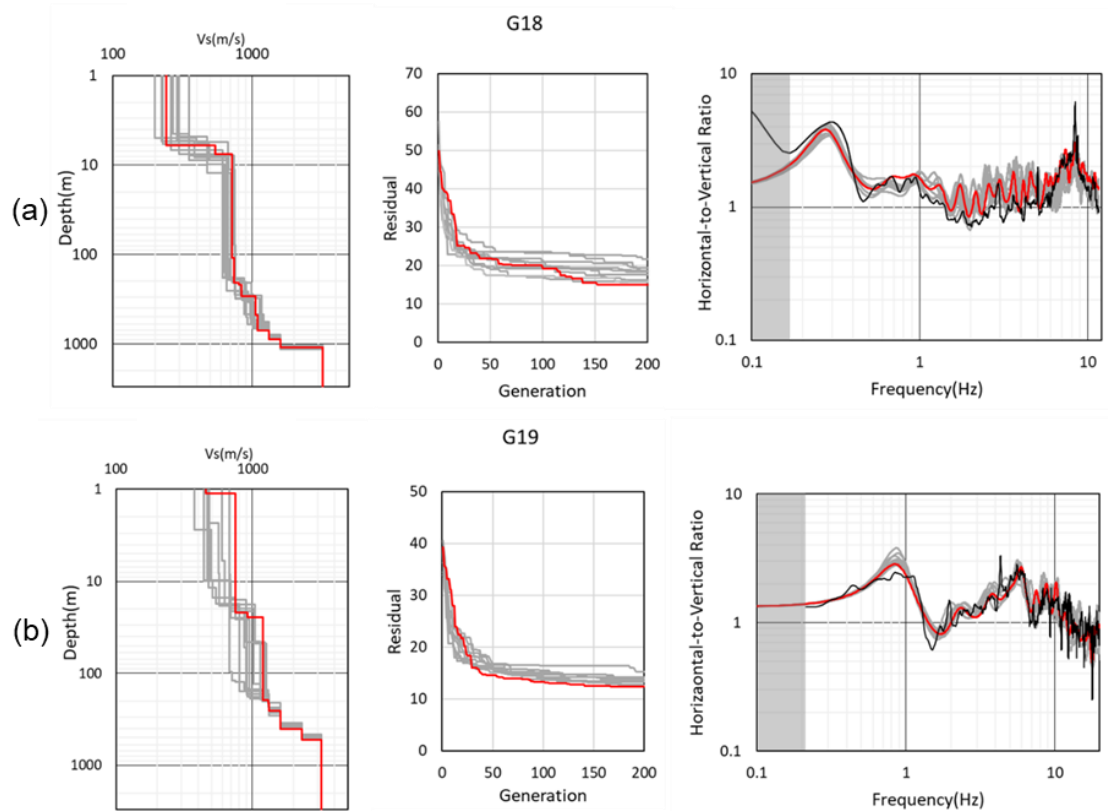 G18
(a)
Vs(m/s)
100 1000
1
10
100
1000
Depth(m)
70
60
50
40
30
20
10
0
Residual
0 50 100 150 200
Generation
10
1
0.1
Horizontal-to-Vertical Ratio
0.1 1 10
Frequency(Hz)
G19
(b)
Vs(m/s)
100 1000
1
10
100
1000
Depth(m)
50
40
30
20
10
0
Residual
0 50 100 150 200
Generation
10
1
0.1
Horizaontal-to-Vertical Ratio
0.1 1 10
Frequency(Hz)